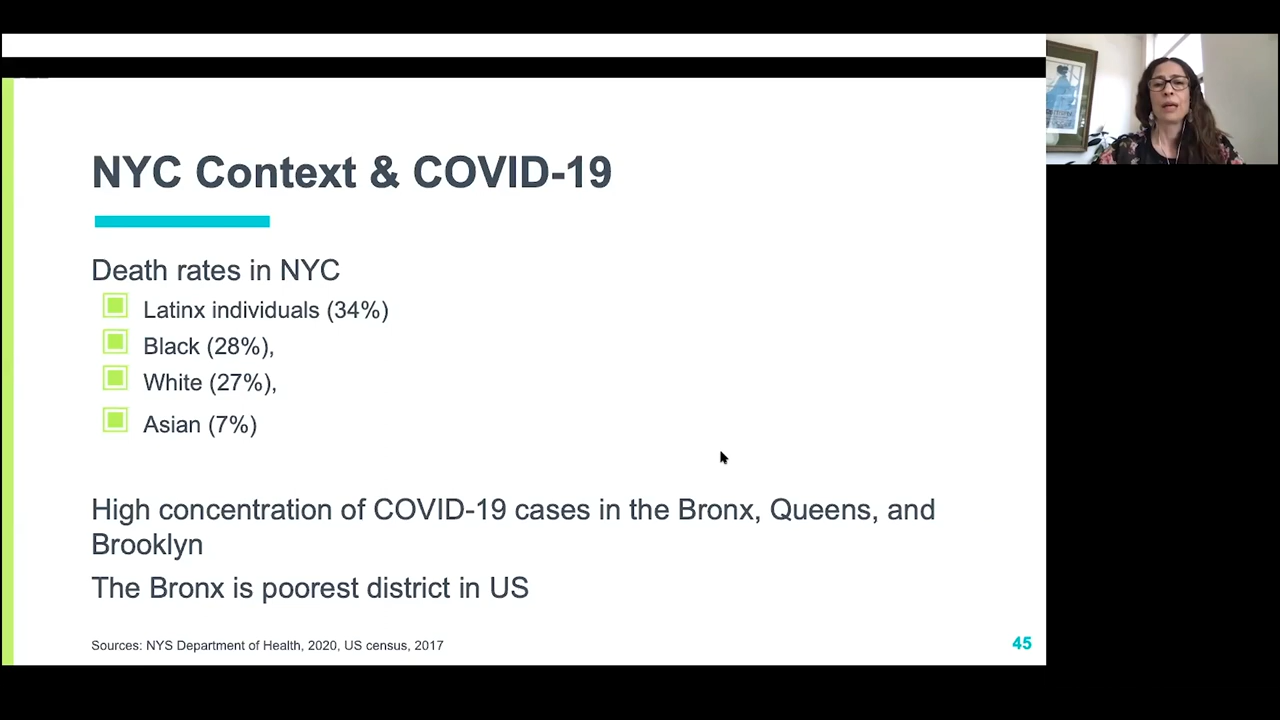 NYC Context & COVID-19
Death rates in NYC
Latinx individuals (34%)
Black (28%),
White (27%),
Asian (7%)
High concentration of COVID-19 cases in the Bronx, Queens, and
Brooklyn
The Bronx is poorest district in US
Sources: NYS Department of Health, 2020, US census, 2017
45